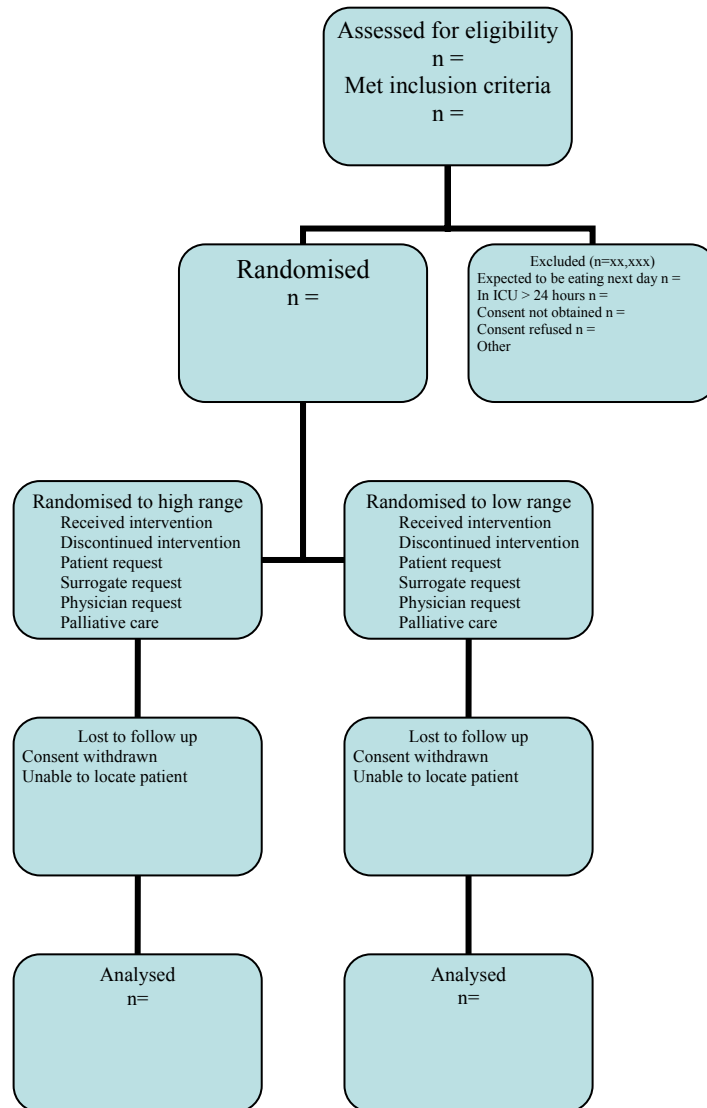 Assessed for eligibility
n =
Met inclusion criteria
n =
Randomised
n =
Excluded (n=xx,xxx)
Expected to be eating next day n =
In ICU > 24 hours n =
Consent not obtained n =
Consent refused n =
Other
Randomised to high range
Received intervention
Discontinued intervention
Patient request
Surrogate request
Physician request
Palliative care
Randomised to low range
Received intervention
Discontinued intervention
Patient request
Surrogate request
Physician request
Palliative care
Lost to follow up
Consent withdrawn
Unable to locate patient
Lost to follow up
Consent withdrawn
Unable to locate patient
Analysed
n=
Analysed
n=